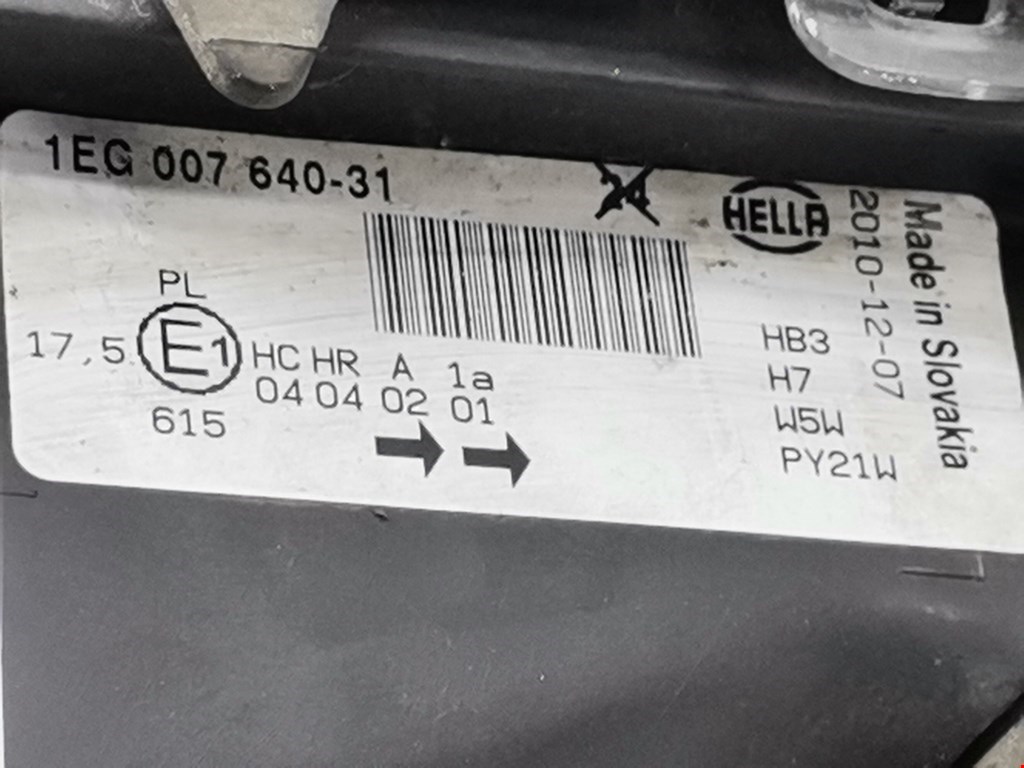 1EG 007 640-31
24
HELLA
2010-12-07
Made in Slovakia
PL
17,5 E1 HC HR A 1a
04 04 02 01
615
HB3
H7
W5W
PY21W